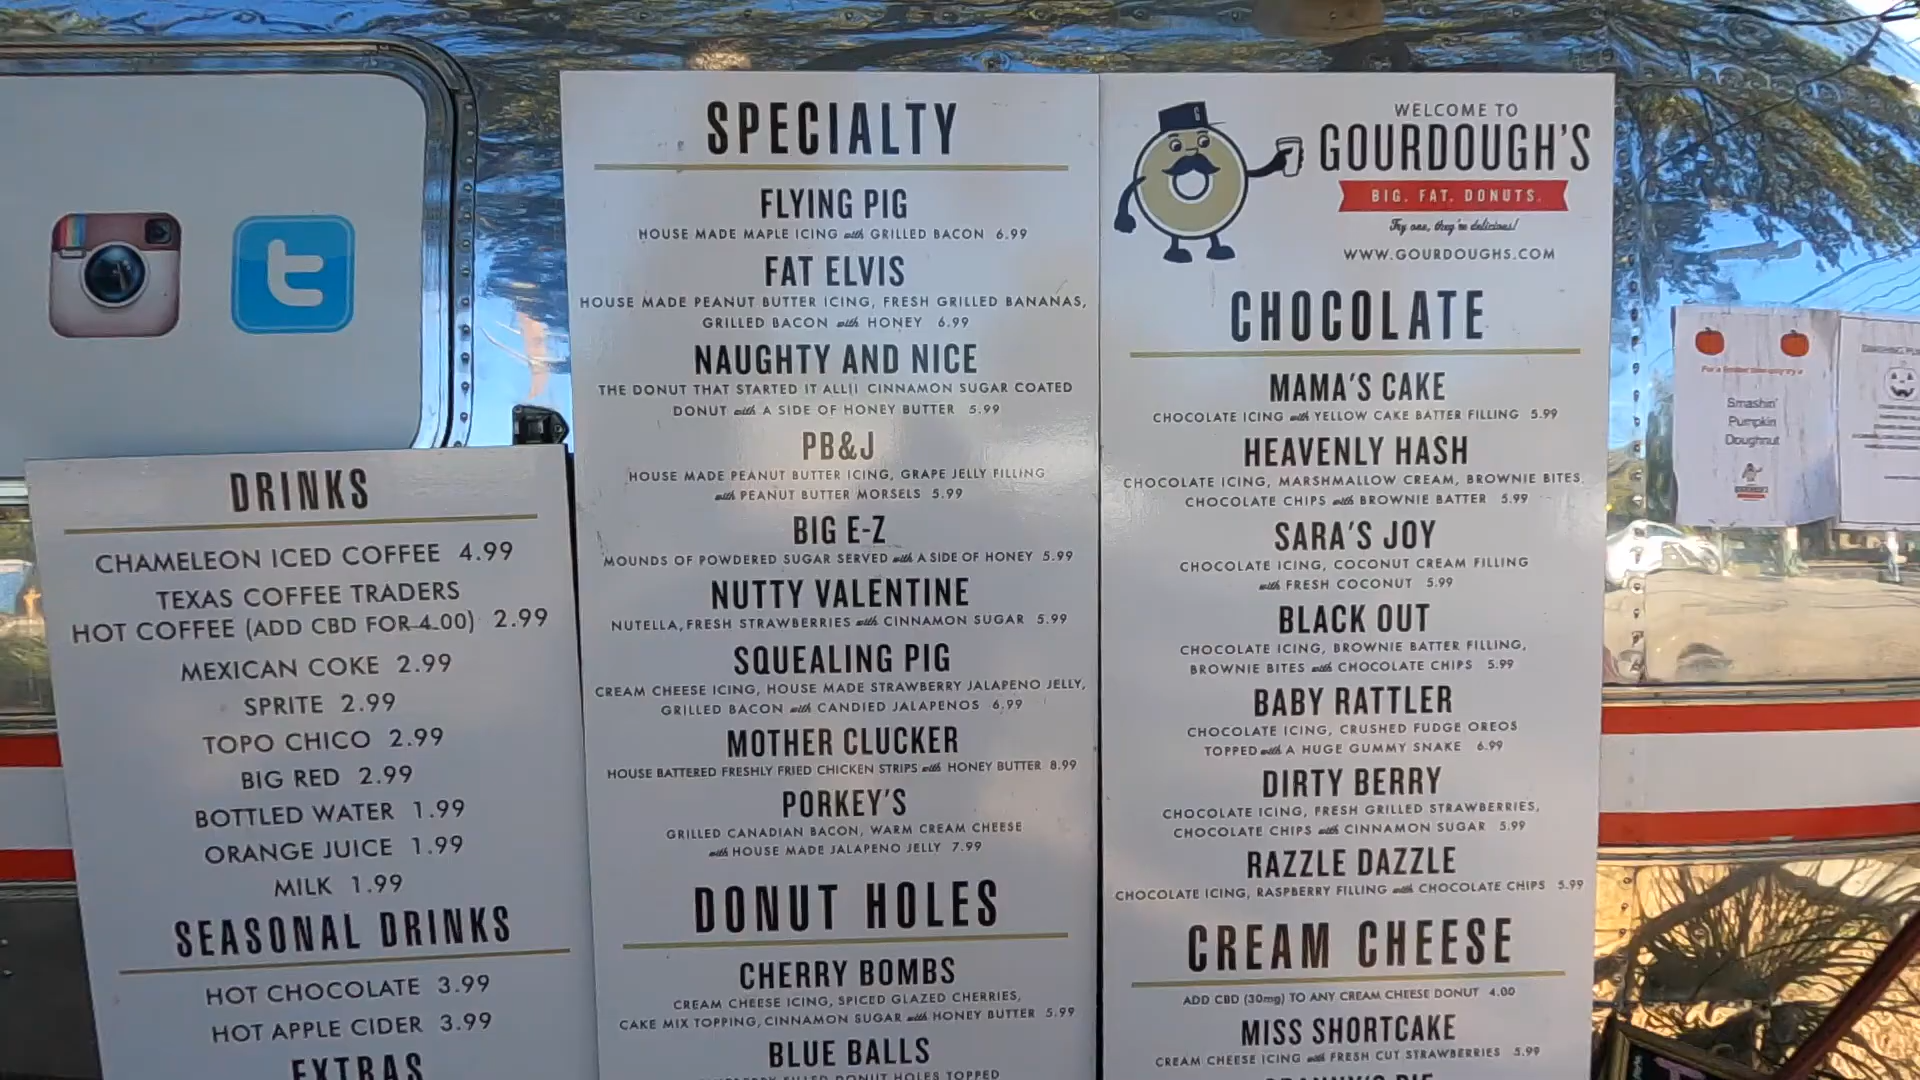 SPECIALTY
FLYING PIG
HOUSE MADE MAPLE ICING with GRILLED BACON 6.99
FAT ELVIS
HOUSE MADE PEANUT BUTTER ICING, FRESH GRILLED BANANAS,
GRILLED BACON with HONEY 6.99
NAUGHTY AND NICE
THE DONUT THAT STARTED IT ALL!! CINNAMON SUGAR COATED
DONUT with A SIDE OF HONEY BUTTER 5.99
PB&J
HOUSE MADE PEANUT BUTTER ICING, GRAPE JELLY FILLING
with PEANUT BUTTER MORSELS 5.99
BIG E-Z
MOUNDS OF POWDERED SUGAR SERVED with A SIDE OF HONEY 5.99
NUTTY VALENTINE
NUTELLA, FRESH STRAWBERRIES with CINNAMON SUGAR 5.99
SQUEALING PIG
CREAM CHEESE ICING, HOUSE MADE STRAWBERRY JALAPENO JELLY,
GRILLED BACON with CANDIED JALAPENOS 6.99
MOTHER CLUCKER
HOUSE BATTERED FRESHLY FRIED CHICKEN STRIPS with HONEY BUTTER 8.99
PORKEY'S
GRILLED CANADIAN BACON, WARM CREAM CHEESE
with HOUSE MADE JALAPENO JELLY 7.99
DONUT HOLES
CHERRY BOMBS
CREAM CHEESE ICING, SPICED GLAZED CHERRIES,
CAKE MIX TOPPING, CINNAMON SUGAR with HONEY BUTTER 5.99
BLUE BALLS
FILLED DONUT HOLES TOPPED
WELCOME TO
GOURDOUGH'S
BIG. FAT. DONUTS.
Try one, they're delicious!
WWW.GOURDOUGHS.COM
CHOCOLATE
MAMA'S CAKE
CHOCOLATE ICING with YELLOW CAKE BATTER FILLING 5.99
HEAVENLY HASH
CHOCOLATE ICING, MARSHMALLOW CREAM, BROWNIE BITES,
CHOCOLATE CHIPS with BROWNIE BATTER 5.99
SARA'S JOY
CHOCOLATE ICING, COCONUT CREAM FILLING
with FRESH COCONUT 5.99
BLACK OUT
CHOCOLATE ICING, BROWNIE BATTER FILLING,
BROWNIE BITES with CHOCOLATE CHIPS 5.99
BABY RATTLER
CHOCOLATE ICING, CRUSHED FUDGE OREOS
TOPPED with A HUGE GUMMY SNAKE 6.99
DIRTY BERRY
CHOCOLATE ICING, FRESH GRILLED STRAWBERRIES,
CHOCOLATE CHIPS with CINNAMON SUGAR 5.99
RAZZLE DAZZLE
CHOCOLATE ICING, RASPBERRY FILLING with CHOCOLATE CHIPS 5.99
CREAM CHEESE
ADD CBD (30mg) TO ANY CREAM CHEESE DONUT 4.00
MISS SHORTCAKE
CREAM CHEESE ICING with FRESH CUT STRAWBERRIES 5.99
DRINKS
CHAMELEON ICED COFFEE 4.99
TEXAS COFFEE TRADERS
HOT COFFEE (ADD CBD FOR 4.00) 2.99
MEXICAN COKE 2.99
SPRITE 2.99
TOPO CHICO 2.99
BIG RED 2.99
BOTTLED WATER 1.99
ORANGE JUICE 1.99
MILK 1.99
SEASONAL DRINKS
HOT CHOCOLATE 3.99
HOT APPLE CIDER 3.99
EXTRAS
Smashin'
Pumpkin
Doughnut